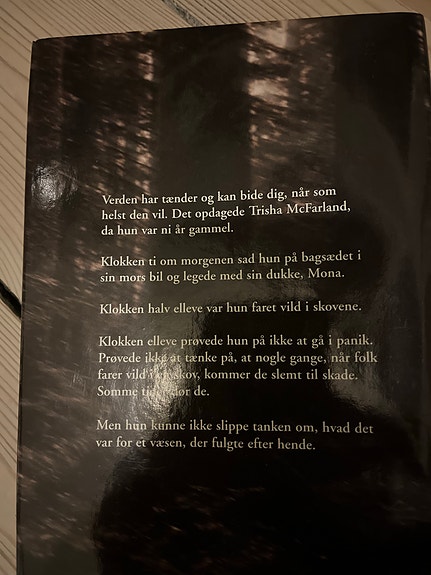 Verden har tænder og kan bide dig, når som
helst den vil. Det opdagede Trisha McFarland,
da hun var ni år gammel.
Klokken ti om morgenen sad hun på bagsædet i
sin mors bil og legede med sin dukke, Mona.
Klokken halv elleve var hun faret vild i skovene.
Klokken elleve prøvede hun på ikke at gå i panik.
Prøvede ikke at tænke på, at nogle gange, når folk
farer vild i en skov, kommer de slemt til skade.
Somme tider dør de.
Men hun kunne ikke slippe tanken om, hvad det
var for et væsen, der fulgte efter hende.